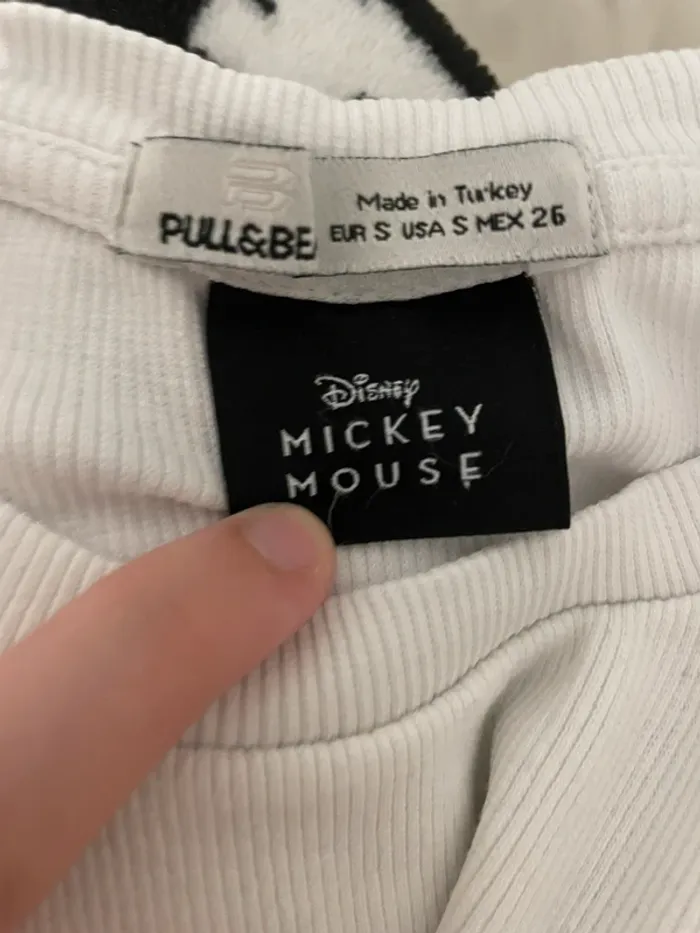 PULL&BE
Made in Turkey
EUR S USA S MEX 26
Disney
MICKEY
MOUSE